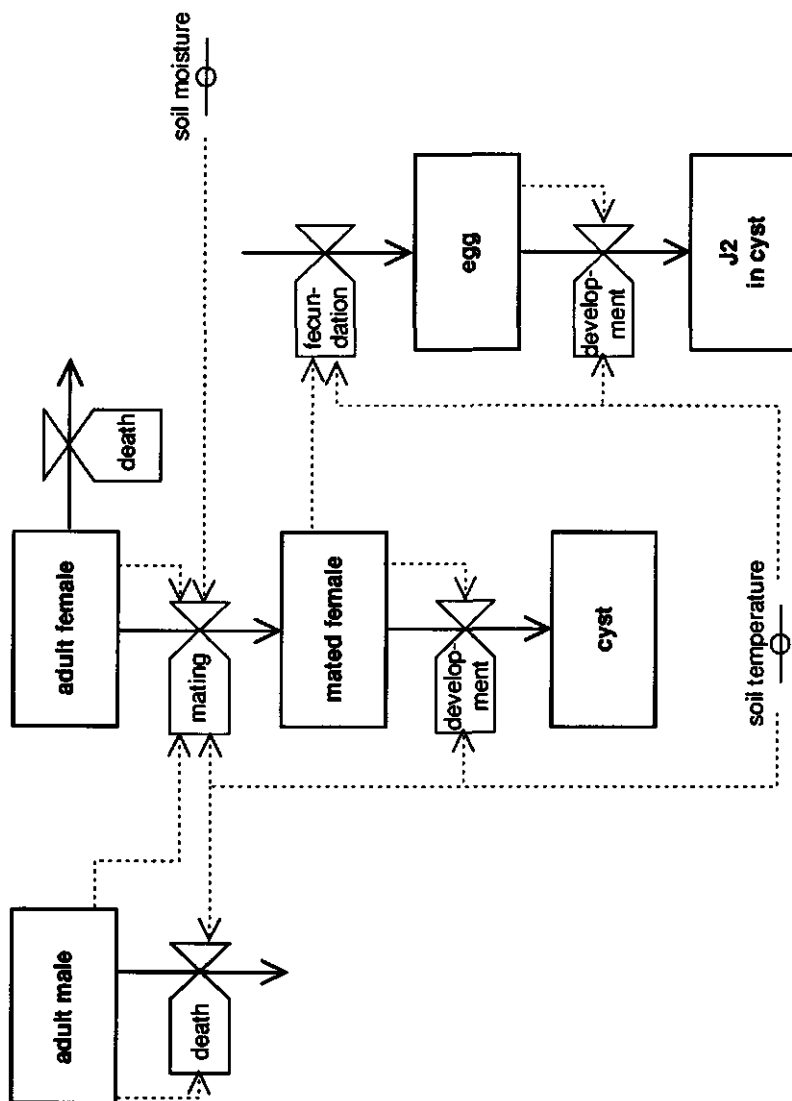 soil moisture
adult female
death
mating
mated female
develop-
ment
cyst
adult male
death
fecun-
dation
egg
develop-
ment
J2
in cyst
soil temperature